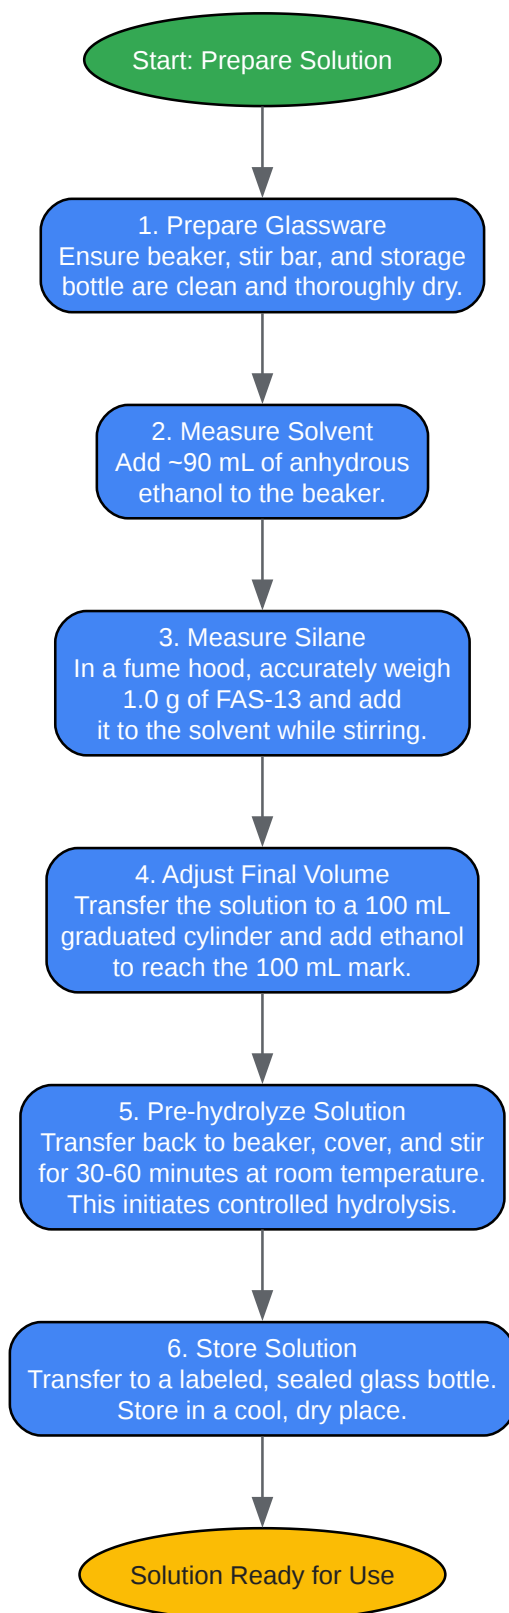 Start: Prepare Solution
1. Prepare Glassware
Ensure beaker, stir bar, and storage
bottle are clean and thoroughly dry.
2. Measure Solvent
Add ~90 mL of anhydrous
ethanol to the beaker.
3. Measure Silane
In a fume hood, accurately weigh
1.0 g of FAS-13 and add
it to the solvent while stirring.
4. Adjust Final Volume
Transfer the solution to a 100 mL
graduated cylinder and add ethanol
to reach the 100 mL mark.
5. Pre-hydrolyze Solution
Transfer back to beaker, cover, and stir
for 30-60 minutes at room temperature.
This initiates controlled hydrolysis.
6. Store Solution
Transfer to a labeled, sealed glass bottle.
Store in a cool, dry place.
Solution Ready for Use